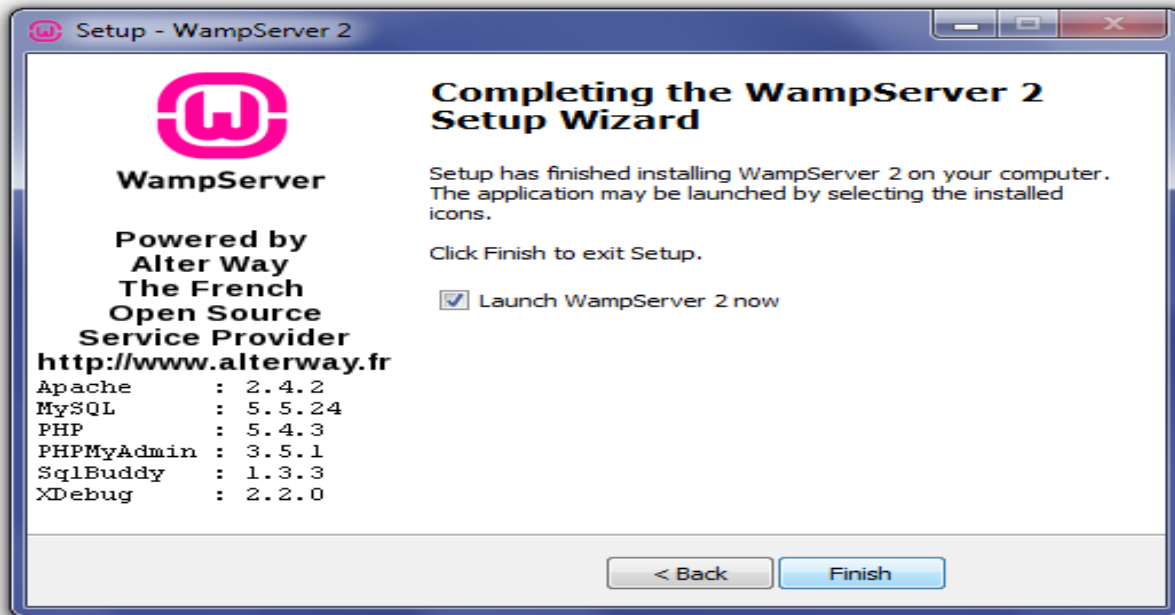 Setup - WampServer 2
WampServer
Powered by
Alter Way
The French
Open Source
Service Provider
http://www.alterway.fr
Apache : 2.4.2
MySQL : 5.5.24
PHP : 5.4.3
PHPMyAdmin : 3.5.1
SqlBuddy : 1.3.3
XDebug : 2.2.0
Completing the WampServer 2
Setup Wizard
Setup has finished installing WampServer 2 on your computer.
The application may be launched by selecting the installed
icons.
Click Finish to exit Setup.
Launch WampServer 2 now
< Back
Finish